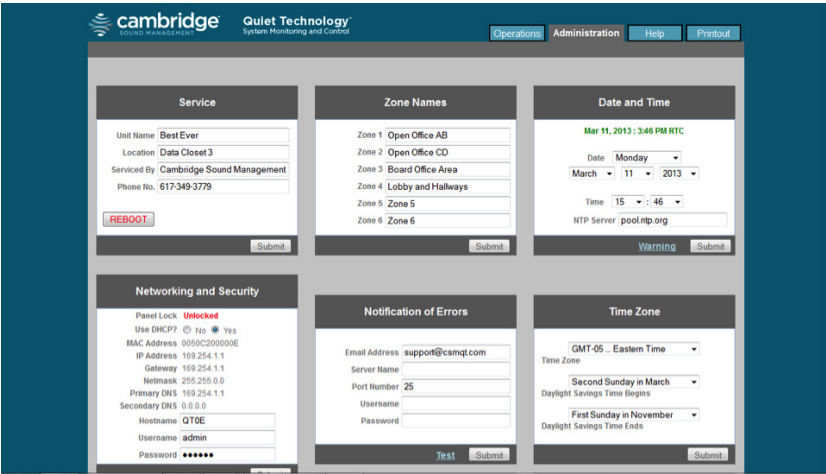 cambridge
SOUND MANAGEMENT
Quiet Technology
System Monitoring and Control
Operations
Administration
Help
Printout
Service
Unit Name Best Ever
Location Data Closet 3
Serviced By Cambridge Sound Management
Phone No. 617-349-3779
REBOOT
Submit
Zone Names
Zone 1 Open Office AB
Zone 2 Open Office CD
Zone 3 Board Office Area
Zone 4 Lobby and Hallways
Zone 5 Zone 5
Zone 6 Zone 6
Submit
Date and Time
Mar 11, 2013 : 3:46 PM RTC
Date Monday
March 11 2013
Time 15 : 46
NTP Server pool.ntp.org
Warning Submit
Networking and Security
Panel Lock Unlocked
Use DHCP? No Yes
MAC Address 0050C200000E
IP Address 169.254.1.1
Gateway 169.254.1.1
Netmask 255.255.0.0
Primary DNS 169.254.1.1
Secondary DNS 0.0.0.0
Hostname QT0E
Username admin
Password ●●●●●●
Submit
Notification of Errors
Email Address support@csmqt.com
Server Name
Port Number 25
Username
Password
Test Submit
Time Zone
GMT-05 ... Eastern Time
Time Zone
Second Sunday in March
Daylight Savings Time Begins
First Sunday in November
Daylight Savings Time Ends
Submit